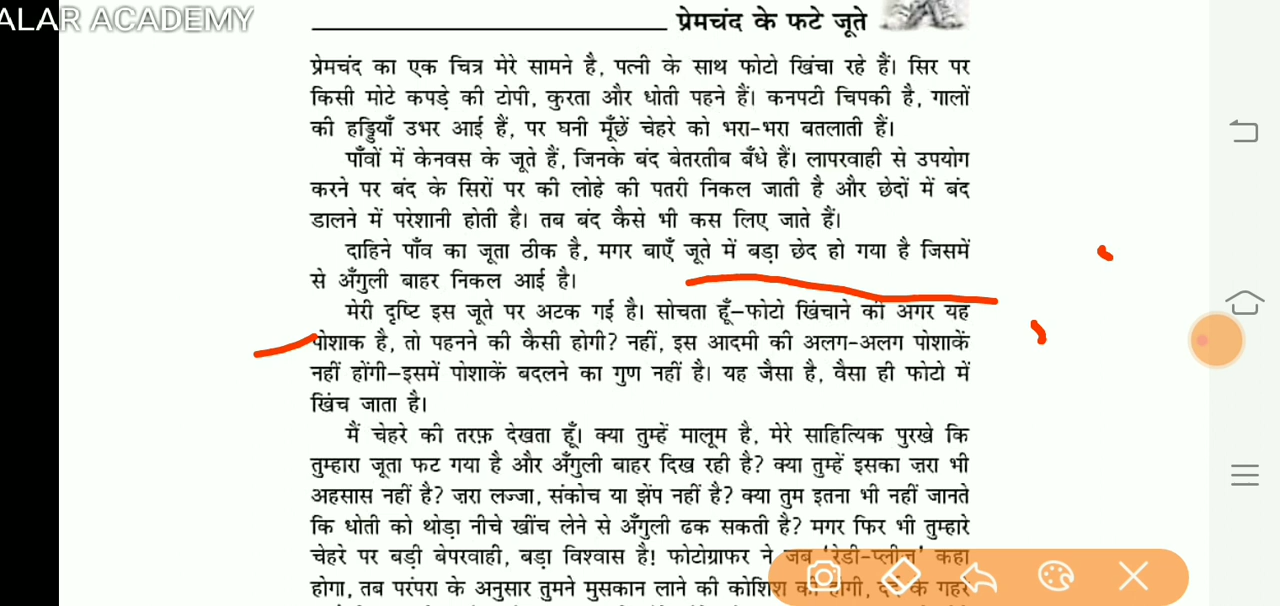 ALAR ACADEMY
प्रेमचंद के फटे जूते
प्रेमचंद का एक चित्र मेरे सामने है, पत्नी के साथ फोटो खिंचा रहे हैं। सिर पर
किसी मोटे कपड़े की टोपी, कुरता और धोती पहने हैं। कनपटी चिपकी है, गालों
की हड्डियाँ उभर आई हैं, पर घनी मूँछें चेहरे को भरा-भरा बतलाती हैं।
पाँवों में केनवस के जूते हैं, जिनके बंद बेतरतीब बँधे हैं। लापरवाही से उपयोग
करने पर बंद के सिरों पर की लोहे की पतरी निकल जाती है और छेदों में बंद
डालने में परेशानी होती है। तब बंद कैसे भी कस लिए जाते हैं।
दाहिने पाँव का जूता ठीक है, मगर बाएँ जूते में बड़ा छेद हो गया है जिसमें
से अँगुली बाहर निकल आई है।
मेरी दृष्टि इस जूते पर अटक गई है। सोचता हूँ–फोटो खिंचाने की अगर यह
पोशाक है, तो पहनने की कैसी होगी? नहीं, इस आदमी की अलग-अलग पोशाकें
नहीं होंगी–इसमें पोशाकें बदलने का गुण नहीं है। यह जैसा है, वैसा ही फोटो में
खिंच जाता है।
मैं चेहरे की तरफ़ देखता हूँ। क्या तुम्हें मालूम है, मेरे साहित्यिक पुरखे कि
तुम्हारा जूता फट गया है और अँगुली बाहर दिख रही है? क्या तुम्हें इसका ज़रा भी
अहसास नहीं है? ज़रा लज्जा, संकोच या झेंप नहीं है? क्या तुम इतना भी नहीं जानते
कि धोती को थोड़ा नीचे खींच लेने से अँगुली ढक सकती है? मगर फिर भी तुम्हारे
चेहरे पर बड़ी बेपरवाही, बड़ा विश्वास है! फोटोग्राफर ने जब 'रेडी-प्लीज़' कहा
होगा, तब परंपरा के अनुसार तुमने मुसकान लाने की कोशिश की होगी, दर्द के गहरे